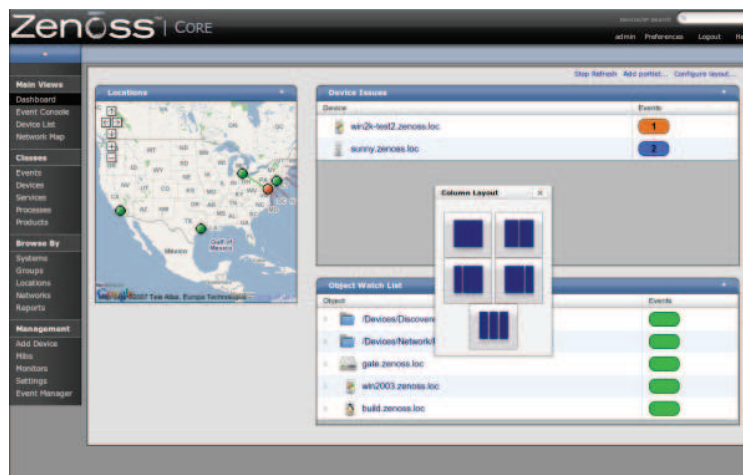 Zenoss™ | CORE
admin Preferences Logout
Stop Refresh Add portlet... Configure layout...
Main Views
Dashboard
Event Console
Device List
Network Map
Classes
Events
Devices
Services
Processes
Products
Browse By
Systems
Groups
Locations
Networks
Reports
Management
Add Device
Mibs
Monitors
Settings
Event Manager
Locations
México
Gulf of
Mexico
Device Issues
Device Events
win2k-test2.zenoss.loc 1
sunny.zenoss.loc 2
Column Layout
Object Watch List
Object Events
/Devices/Discovere
/Devices/Network/
gate.zenoss.loc
win2003.zenoss.loc
build.zenoss.loc